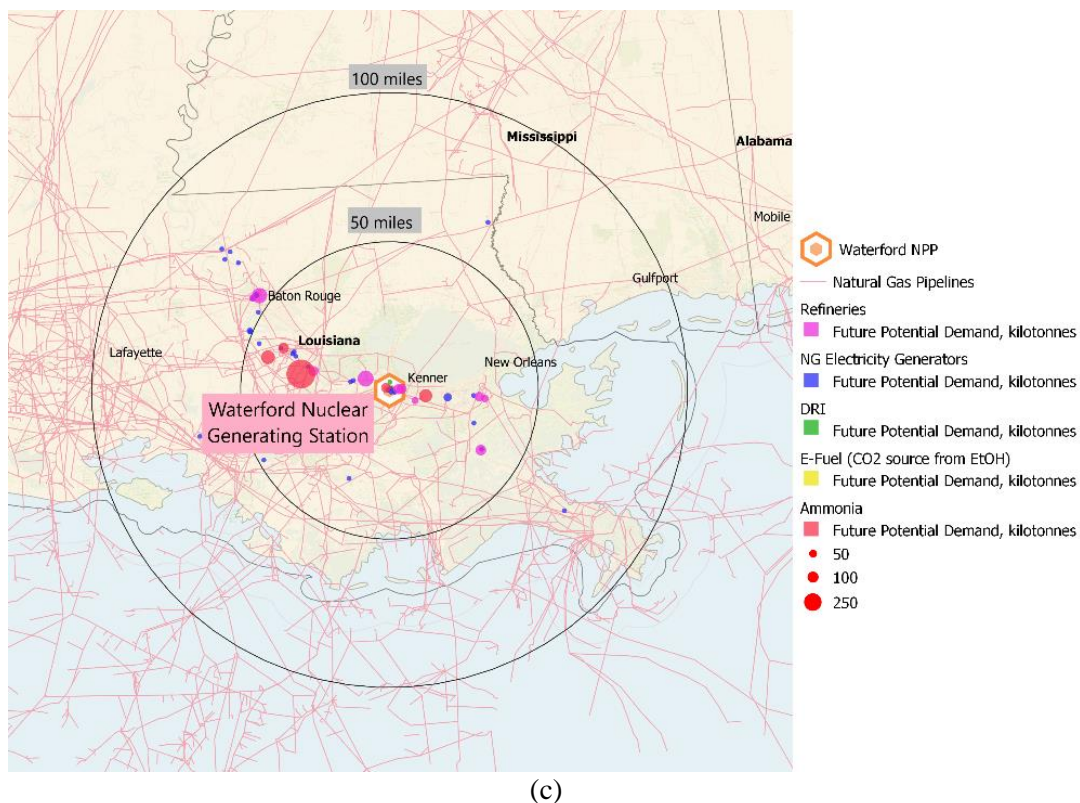 100 miles
Mississippi
Alabama
50 miles
Mobile
Gulfport
Baton Rouge
Lafayette
Louisiana
New Orleans
Kenner
Waterford Nuclear
Generating Station
Waterford NPP
Natural Gas Pipelines
Refineries
Future Potential Demand, kilotonnes
NG Electricity Generators
Future Potential Demand, kilotonnes
DRI
Future Potential Demand, kilotonnes
E-Fuel (CO2 source from EtOH)
Future Potential Demand, kilotonnes
Ammonia
Future Potential Demand, kilotonnes
50
100
250
(c)